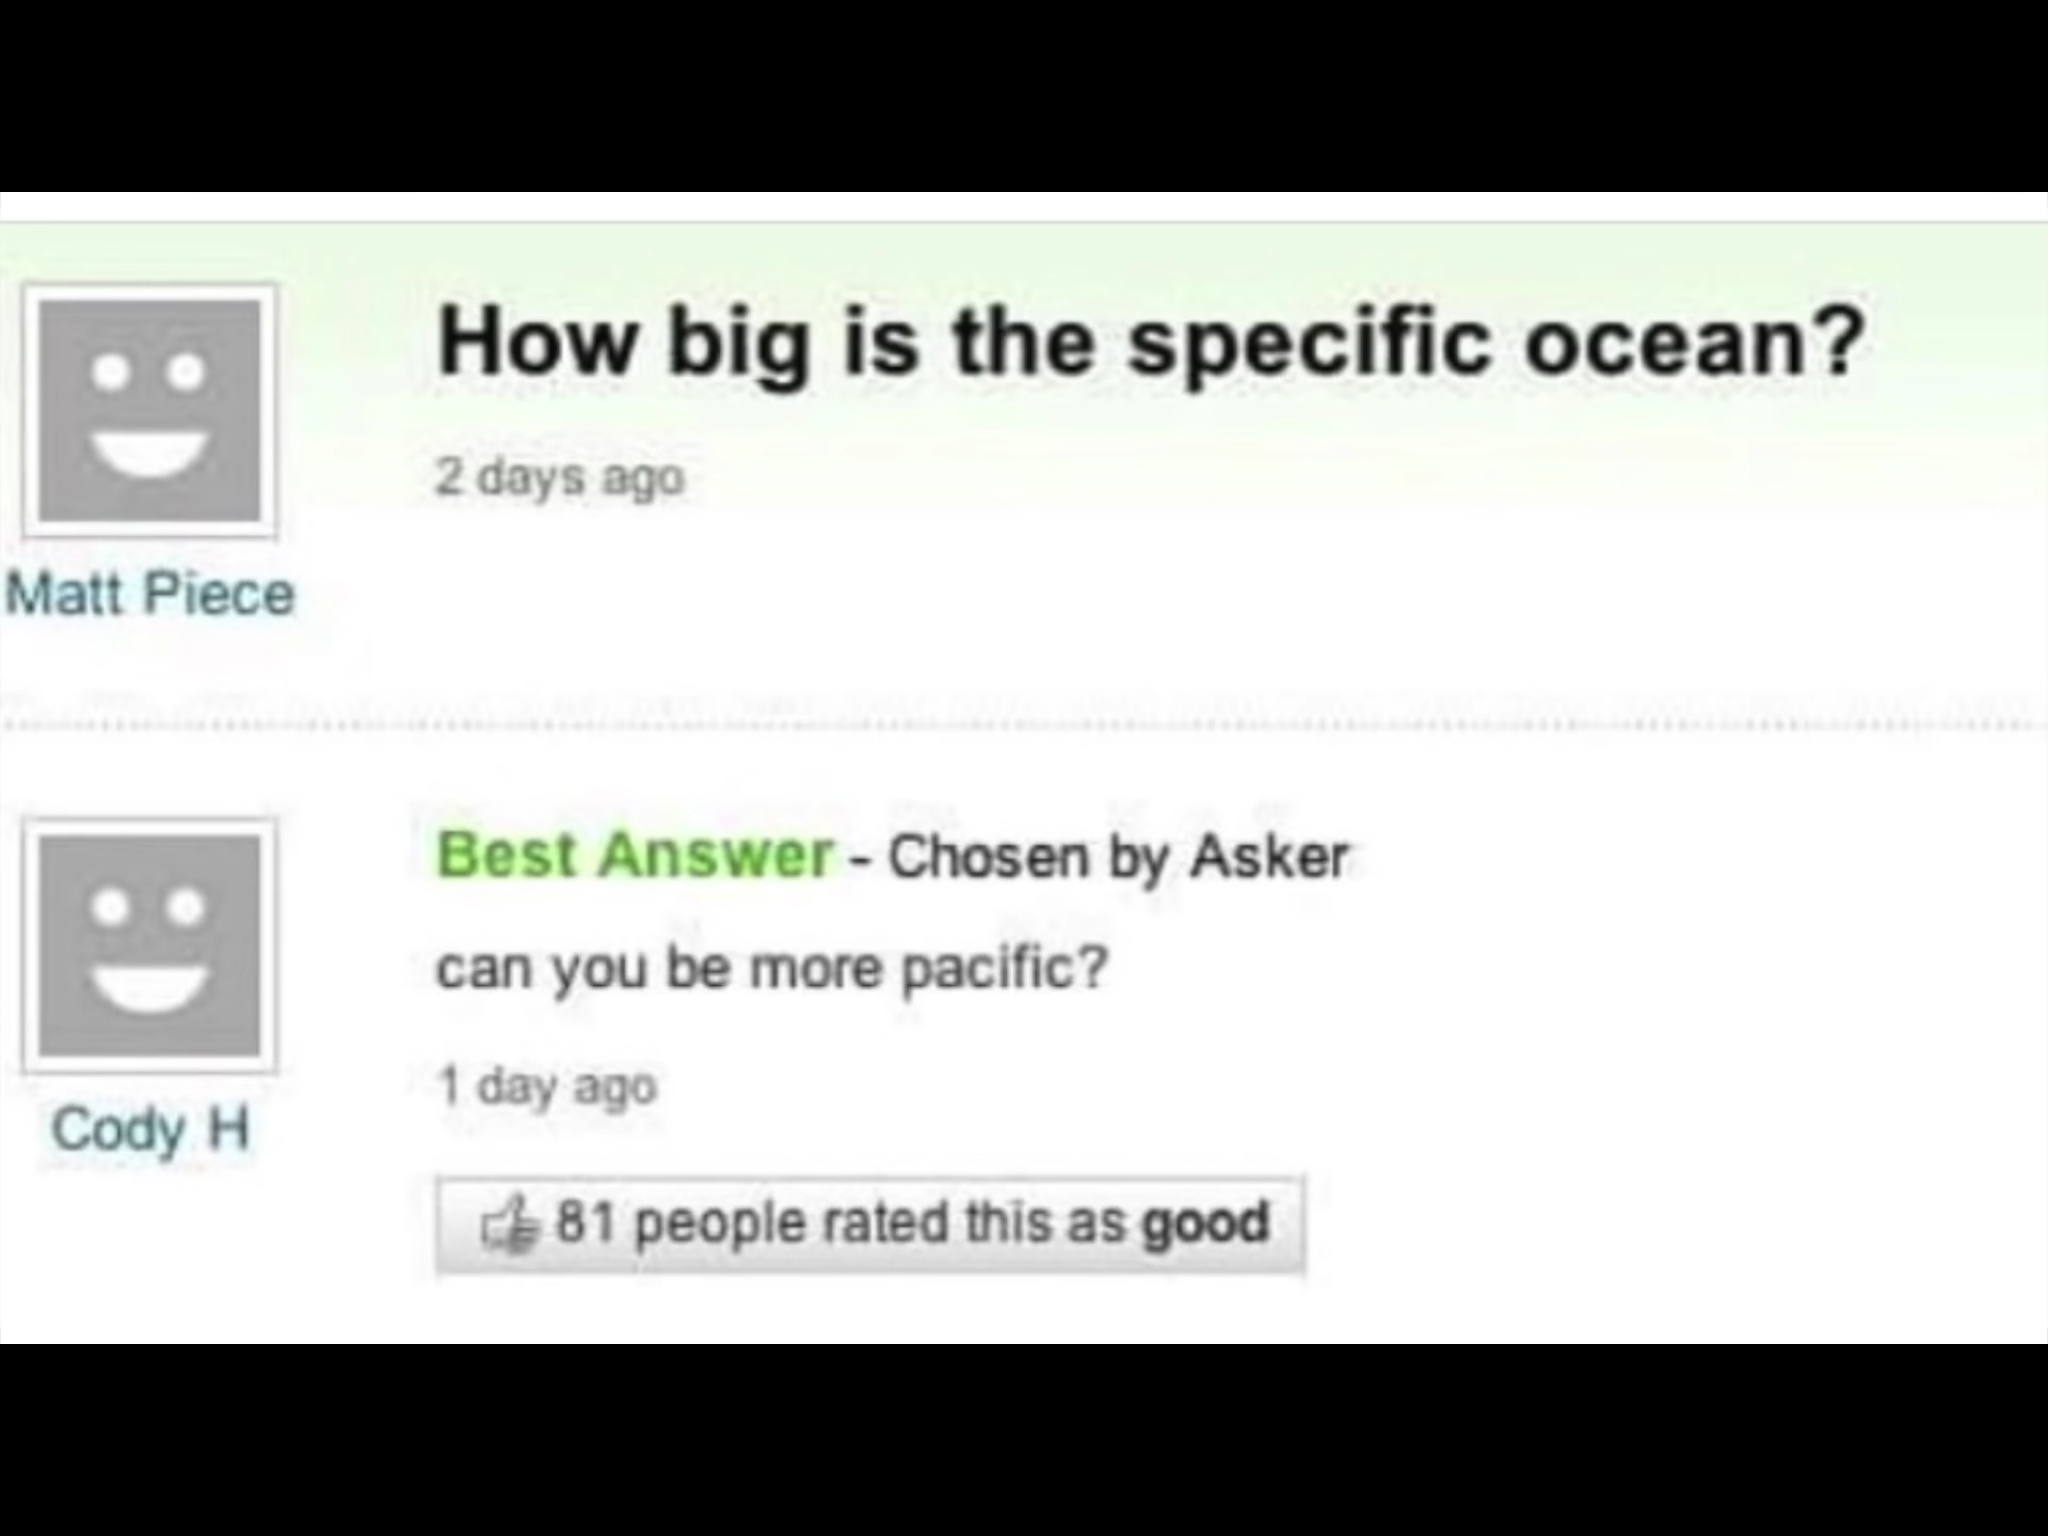 How big is the specific ocean?
2 days ago
Matt Piece
Best Answer - Chosen by Asker
can you be more pacific?
1 day ago
Cody H
81 people rated this as good